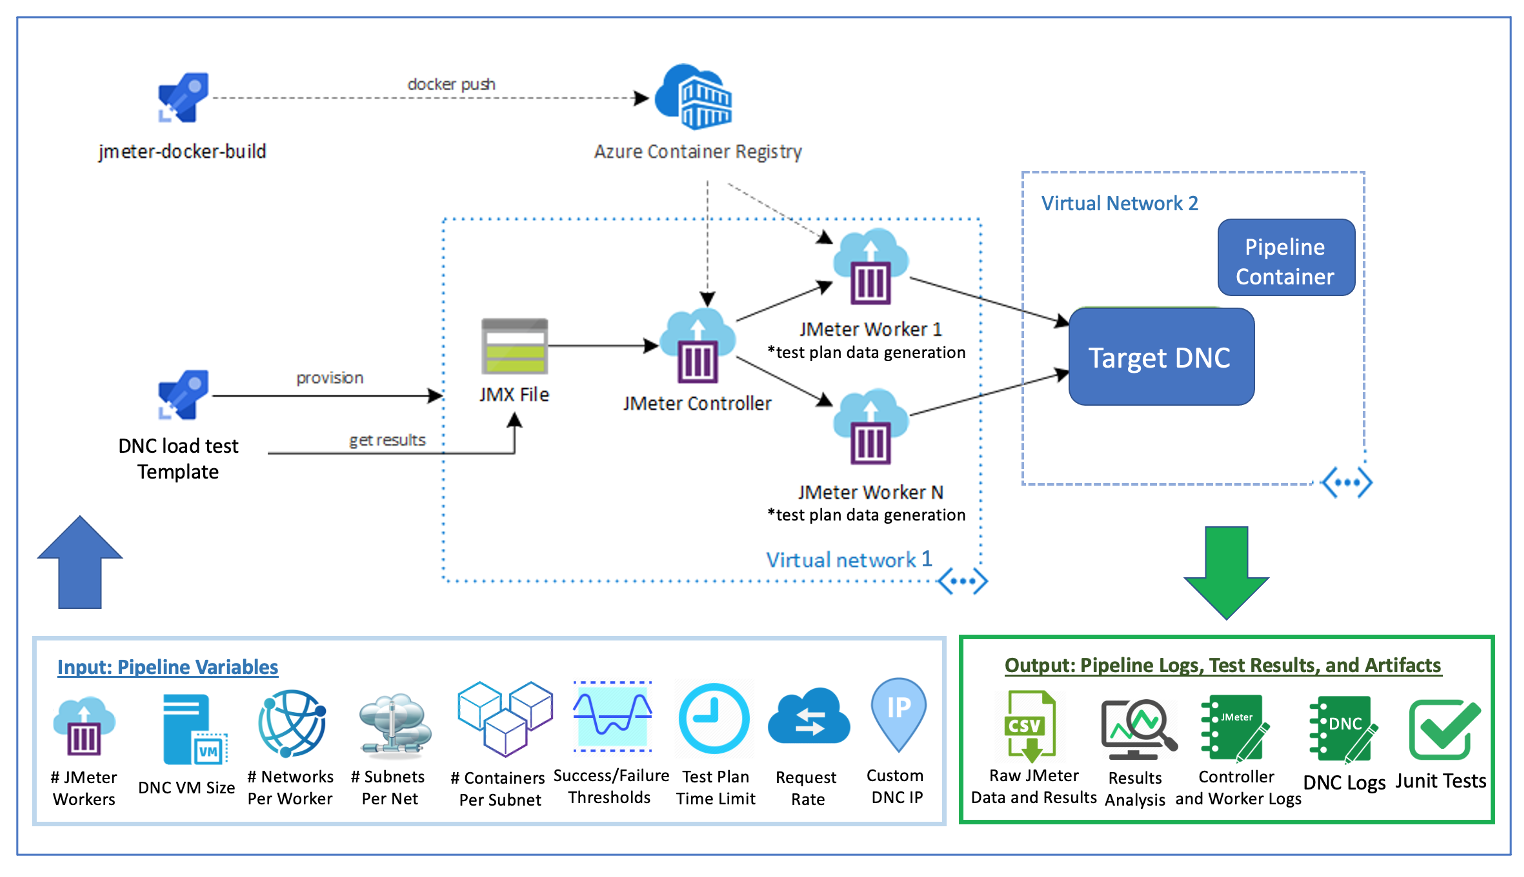 docker push
jmeter-docker-build
Azure Container Registry
Virtual Network 2
Pipeline
Container
JMeter Worker 1
*test plan data generation
Target DNC
provision
JMX File
JMeter Controller
get results
DNC load test
Template
JMeter Worker N
*test plan data generation
Virtual network 1
Input: Pipeline Variables
# JMeter
Workers
VM
DNC VM Size
# Networks
Per Worker
# Subnets
Per Net
# Containers
Per Subnet
Success/Failure
Thresholds
Test Plan
Time Limit
Request
Rate
IP
Custom
DNC IP
Output: Pipeline Logs, Test Results, and Artifacts
CSV
Raw JMeter
Data and Results
Results
Analysis
JMeter
Controller
and Worker Logs
DNC
DNC Logs
Junit Tests